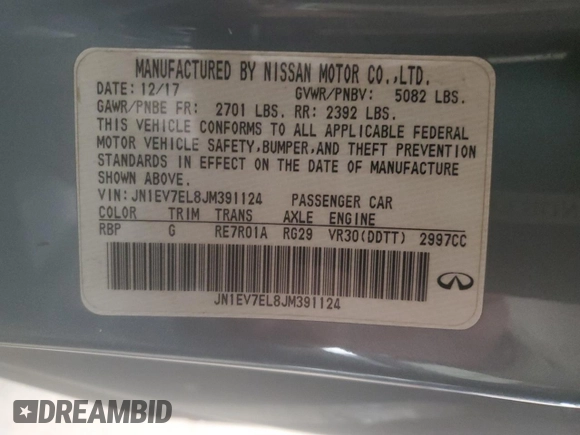 MANUFACTURED BY NISSAN MOTOR CO.,LTD.
DATE: 12/17 GVWR/PNBV: 5082 LBS.
GAWR/PNBE FR: 2701 LBS. RR: 2392 LBS.
THIS VEHICLE CONFORMS TO ALL APPLICABLE FEDERAL
MOTOR VEHICLE SAFETY,BUMPER,AND THEFT PREVENTION
STANDARDS IN EFFECT ON THE DATE OF MANUFACTURE
SHOWN ABOVE.
VIN: JN1EV7EL8JM391124 PASSENGER CAR
COLOR TRIM TRANS AXLE ENGINE
RBP G RE7R01A RG29 VR30(DDTT) 2997CC
JN1EV7EL8JM391124
DREAMBID